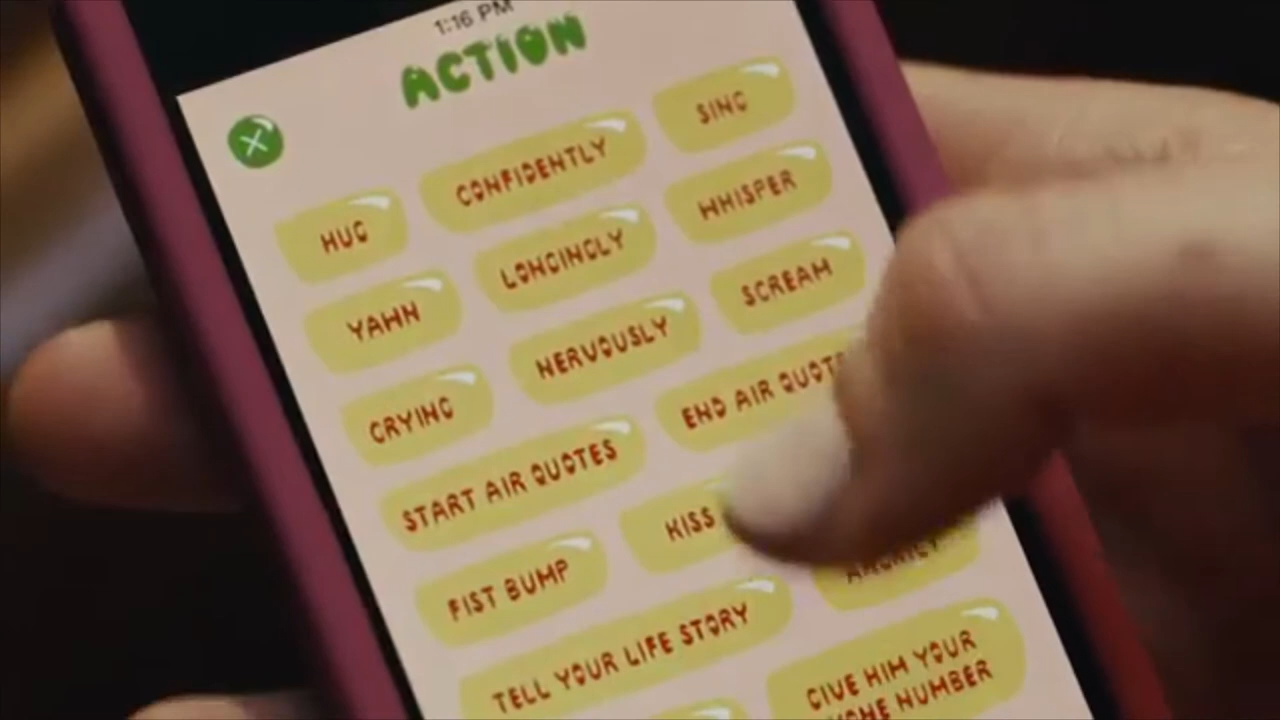 1:16 PM
ACTION
SING
CONFIDENTLY
HUG
WHISPER
LONGINGLY
YAWN
SCREAM
NERVOUSLY
CRYING
END AIR QUOTES
START AIR QUOTES
KISS
ANGRILY
FIST BUMP
TELL YOUR LIFE STORY
GIVE HIM YOUR
PHONE NUMBER